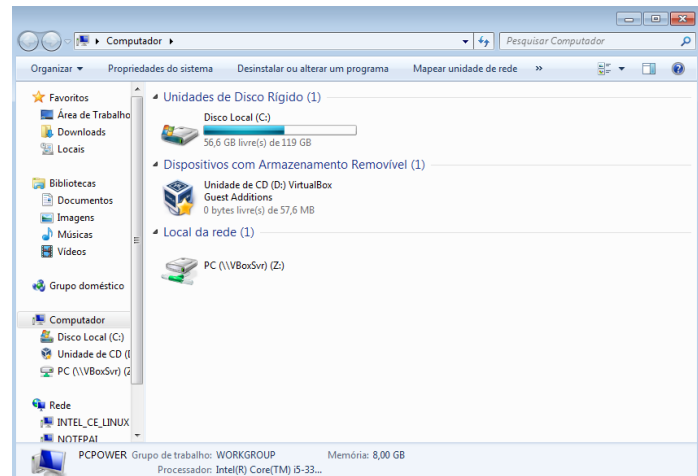 Computador
Pesquisar Computador
Organizar
Propriedades do sistema
Desinstalar ou alterar um programa
Mapear unidade de rede
»
Favoritos
Área de Trabalho
Downloads
Locais
Bibliotecas
Documentos
Imagens
Músicas
Vídeos
Grupo doméstico
Computador
Disco Local (C:)
Unidade de CD (D
PC (\\VBoxSvr) (Z
Rede
INTEL_CE_LINUX
NOTEPAI
Unidades de Disco Rígido (1)
Disco Local (C:)
56,6 GB livre(s) de 119 GB
Dispositivos com Armazenamento Removível (1)
Unidade de CD (D:) VirtualBox
Guest Additions
0 bytes livre(s) de 57,6 MB
Local da rede (1)
PC (\\VBoxSvr) (Z:)
PCPOWER Grupo de trabalho: WORKGROUP Memória: 8,00 GB
Processador: Intel(R) Core(TM) i5-33...